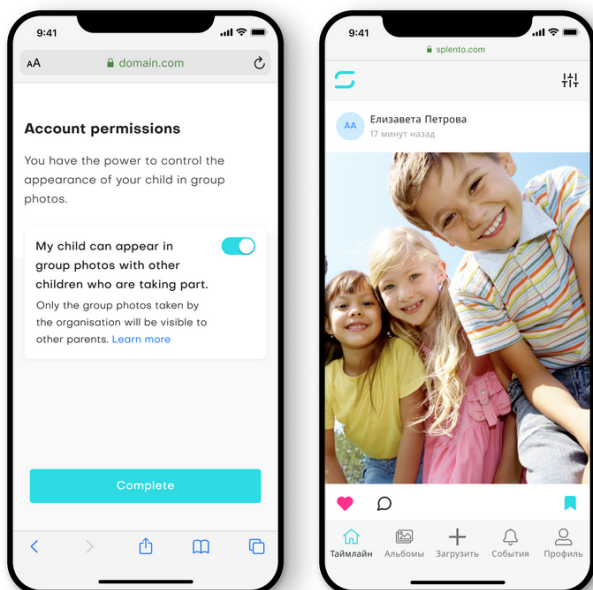 9:41
AA domain.com
Account permissions
You have the power to control the
appearance of your child in group
photos.
My child can appear in
group photos with other
children who are taking part.
Only the group photos taken by
the organisation will be visible to
other parents. Learn more
Complete
9:41
splento.com
AA Елизавета Петрова
17 минут назад
Таймлайн Альбомы Загрузить События Профиль